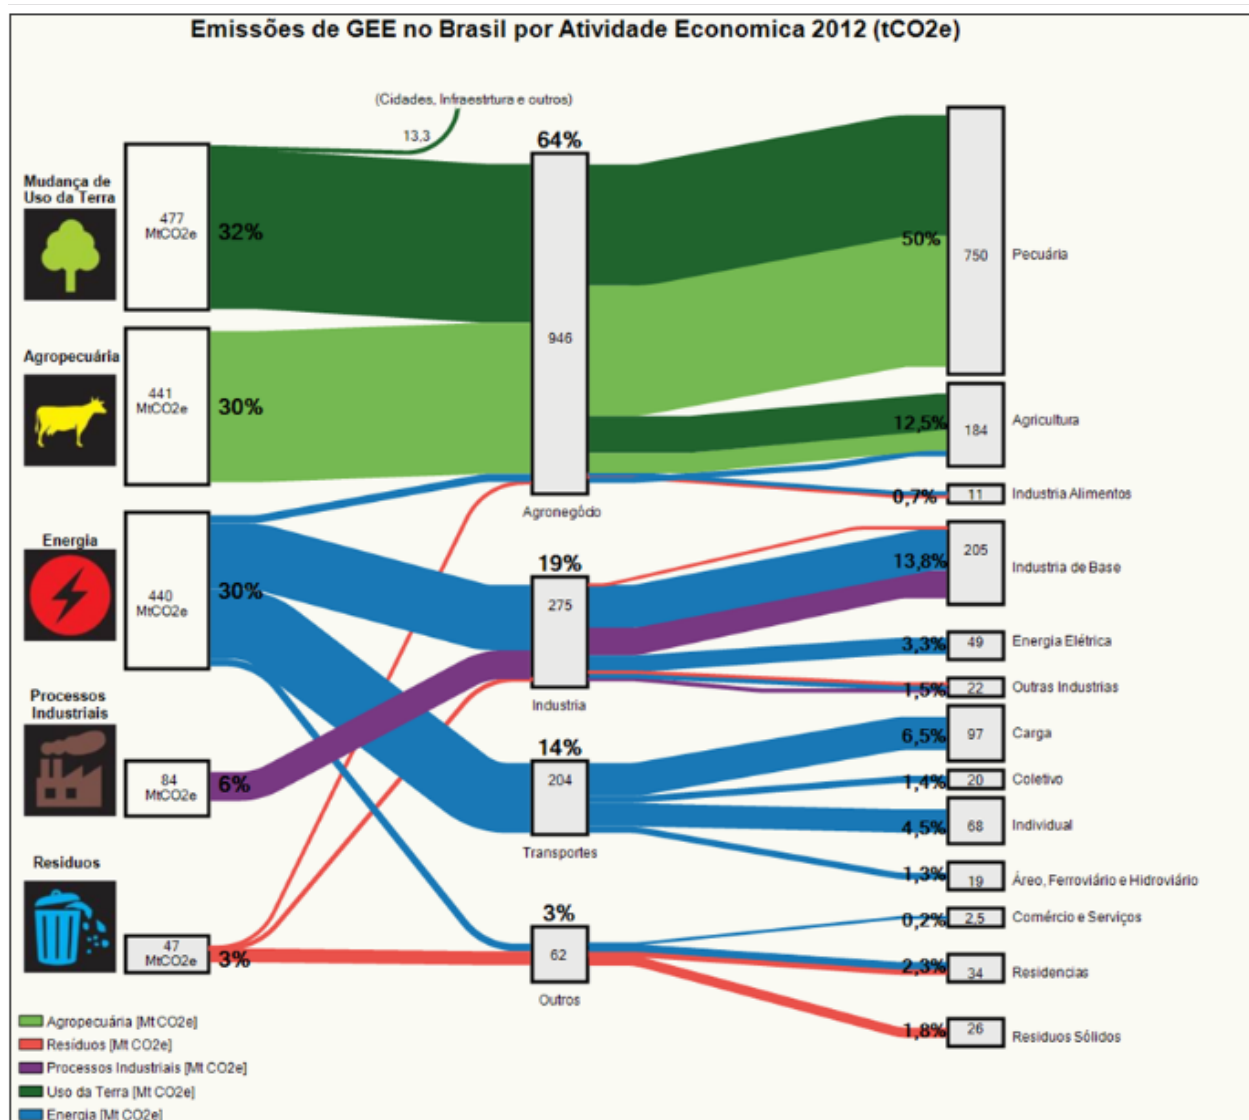 Emissões de GEE no Brasil por Atividade Economica 2012 (tCO2e)
(Cidades, Infraestrtura e outros)
13,3
Mudança de
Uso da Terra
477
MtCO2e
32%
Agropecuária
441
MtCO2e
30%
Energia
440
MtCO2e
30%
Processos
Industriais
84
MtCO2e
6%
Residuos
47
MtCO2e
3%
64%
946
Agronegócio
19%
275
Industria
14%
204
Transportes
3%
62
Outros
50%
750
Pecuária
12,5%
184
Agricultura
0,7%
11
Industria Alimentos
13,8%
205
Industria de Base
3,3%
49
Energia Elétrica
1,5%
22
Outras Industrias
6,5%
97
Carga
1,4%
20
Coletivo
4,5%
68
Individual
1,3%
19
Áreo, Ferroviário e Hidroviário
0,2%
2,5
Comércio e Serviços
2,3%
34
Residencias
1,8%
26
Residuos Sólidos
Agropecuária [Mt CO2e]
Resíduos [Mt CO2e]
Processos Industriais [Mt CO2e]
Uso da Terra [Mt CO2e]
Energia [Mt CO2e]